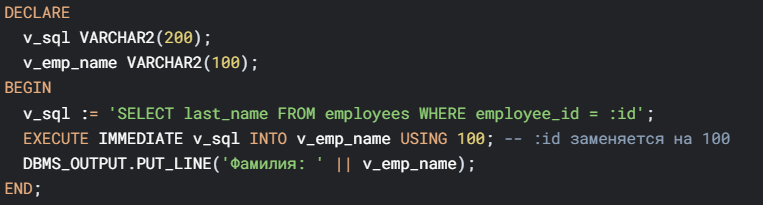 DECLARE
v_sql VARCHAR2(200);
v_emp_name VARCHAR2(100);
BEGIN
v_sql := 'SELECT last_name FROM employees WHERE employee_id = :id';
EXECUTE IMMEDIATE v_sql INTO v_emp_name USING 100; -- :id заменяется на 100
DBMS_OUTPUT.PUT_LINE('Фамилия: ' || v_emp_name);
END;